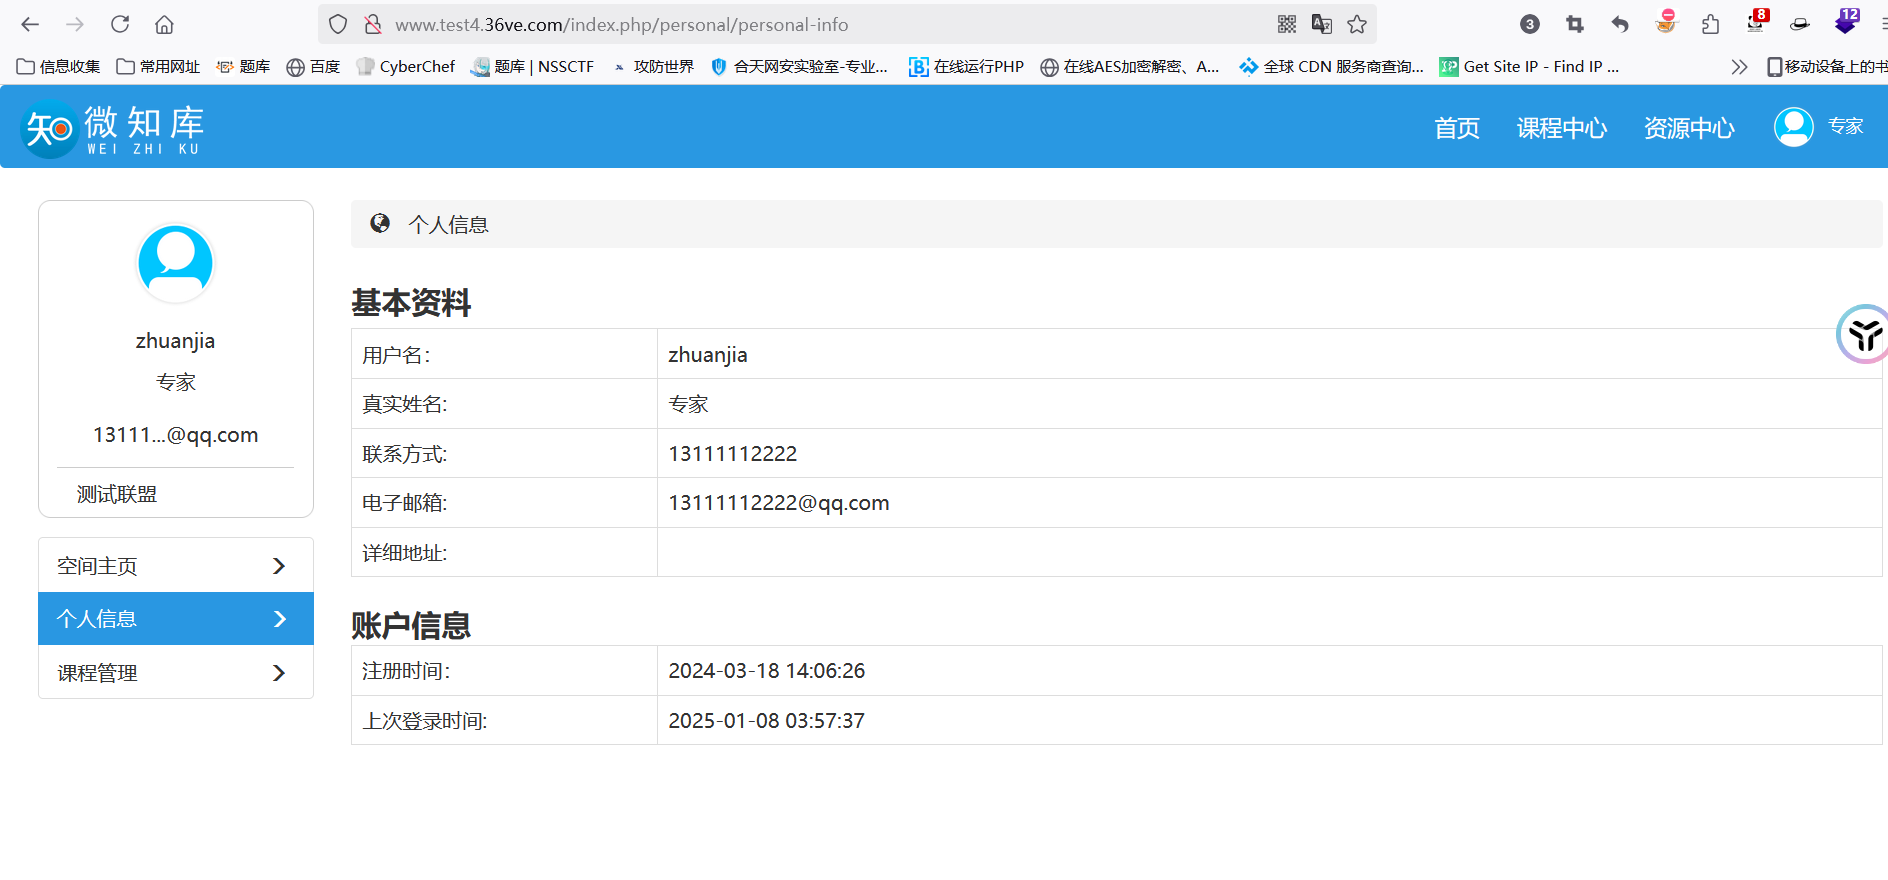 www.test4.36ve.com/index.php/personal/personal-info
3
8
12
信息收集 常用网址 题库 百度 CyberChef 题库 | NSSCTF 攻防世界 合天网安实验室-专业... 在线运行PHP 在线AES加密解密、A... 全球 CDN 服务商查询... Get Site IP - Find IP ... 移动设备上的书
知 微知库
WEI ZHI KU
首页 课程中心 资源中心 专家
zhuanjia
专家
13111...@qq.com
测试联盟
空间主页
个人信息
课程管理
个人信息
基本资料
用户名: zhuanjia
真实姓名: 专家
联系方式: 13111112222
电子邮箱: 13111112222@qq.com
详细地址:
账户信息
注册时间: 2024-03-18 14:06:26
上次登录时间: 2025-01-08 03:57:37